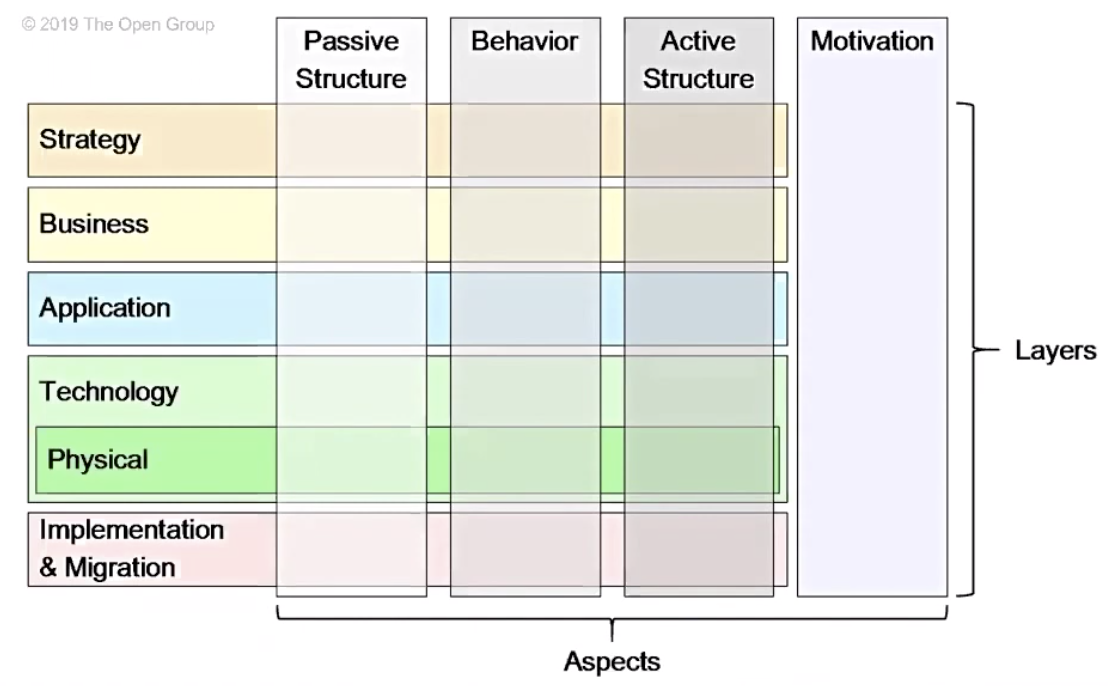 © 2019 The Open Group
Passive
Structure
Behavior
Active
Structure
Motivation
Strategy
Business
Application
Technology
Physical
Implementation
& Migration
Layers
Aspects